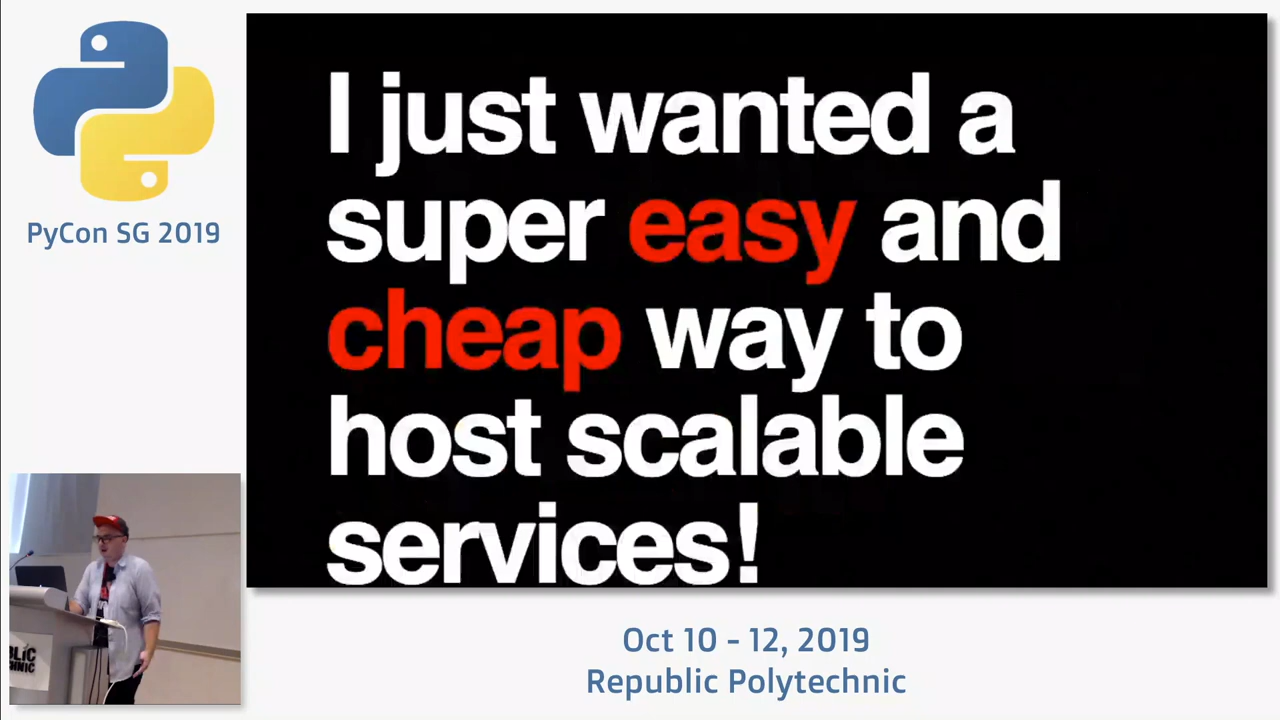 PyCon SG 2019
I just wanted a
super easy and
cheap way to
host scalable
services!
Oct 10 - 12, 2019
Republic Polytechnic